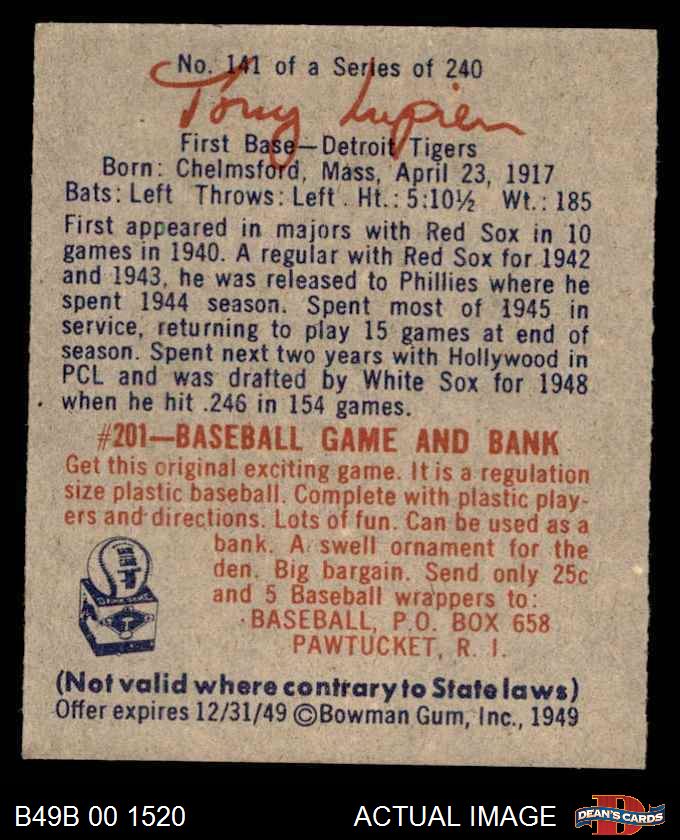 No. 141 of a Series of 240
Tony Lupien
First Base—Detroit Tigers
Born: Chelmsford, Mass, April 23, 1917
Bats: Left Throws: Left . Ht.: 5:10½ Wt.: 185
First appeared in majors with Red Sox in 10
games in 1940. A regular with Red Sox for 1942
and 1943, he was released to Phillies where he
spent 1944 season. Spent most of 1945 in
service, returning to play 15 games at end of
season. Spent next two years with Hollywood in
PCL and was drafted by White Sox for 1948
when he hit .246 in 154 games.
#201—BASEBALL GAME AND BANK
Get this original exciting game. It is a regulation
size plastic baseball. Complete with plastic play-
ers and directions. Lots of fun. Can be used as a
bank. A swell ornament for the
den. Big bargain. Send only 25c
and 5 Baseball wrappers to:
BASEBALL, P.O. BOX 658
PAWTUCKET, R. I.
(Not valid where contrary to State laws)
Offer expires 12/31/49 ©Bowman Gum, Inc., 1949
B49B 00 1520
ACTUAL IMAGE
DEAN'S CARDS